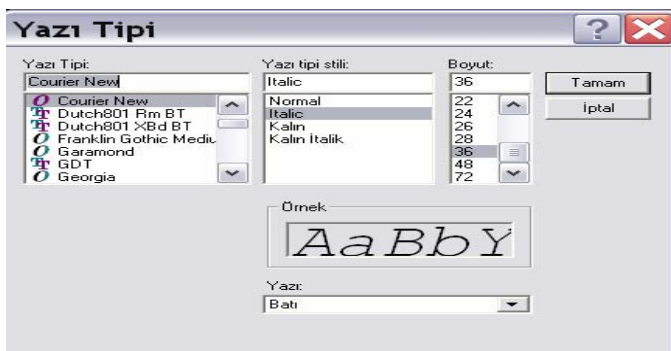 Yazı Tipi
Yazı Tipi:
Courier New
Courier New
Dutch801 Rm BT
Dutch801 XBd BT
Franklin Gothic Mediu
Garamond
GDT
Georgia
Yazı tipi stili:
Italic
Normal
Italic
Kalın
Kalın İtalik
Boyut:
36
22
24
26
28
36
48
72
Tamam
İptal
Örnek
AaBbY
Yazı:
Batı